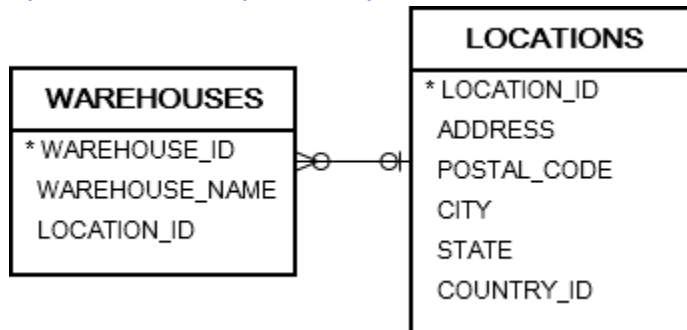 WAREHOUSES
* WAREHOUSE_ID
WAREHOUSE_NAME
LOCATION_ID
LOCATIONS
* LOCATION_ID
ADDRESS
POSTAL_CODE
CITY
STATE
COUNTRY_ID